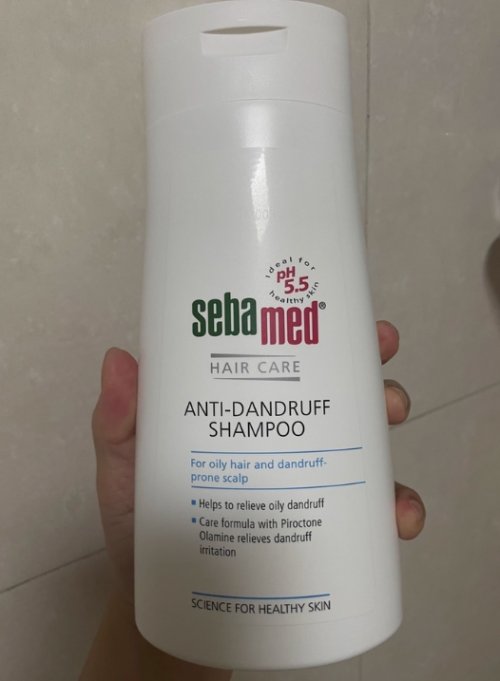 Ideal for
pH
5.5
healthy skin
sebamed®
HAIR CARE
ANTI-DANDRUFF
SHAMPOO
For oily hair and dandruff-
prone scalp
▪ Helps to relieve oily dandruff
▪ Care formula with Piroctone
Olamine relieves dandruff
irritation
SCIENCE FOR HEALTHY SKIN